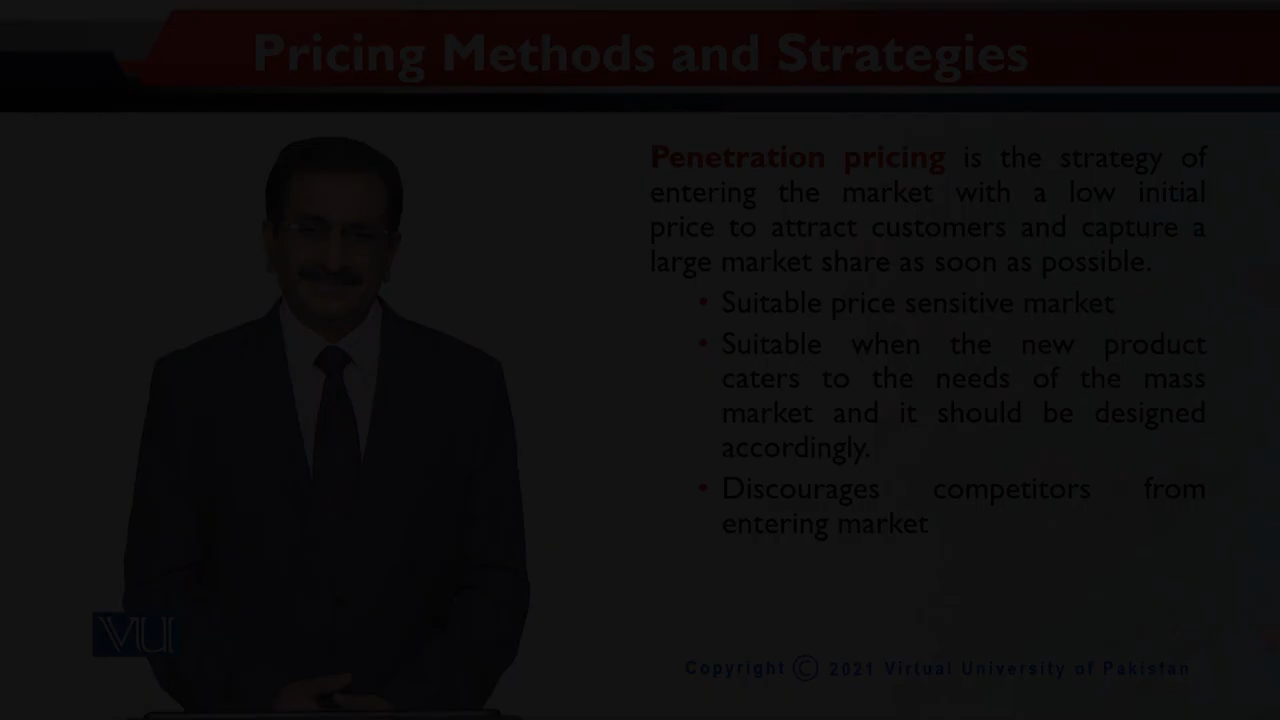 Pricing Methods and Strategies
Penetration pricing is the strategy of
entering the market with a low initial
price to attract customers and capture a
large market share as soon as possible.
• Suitable price sensitive market
• Suitable when the new product
caters to the needs of the mass
market and it should be designed
accordingly.
• Discourages competitors from
entering market
VU
Copyright © 2021 Virtual University of Pakistan